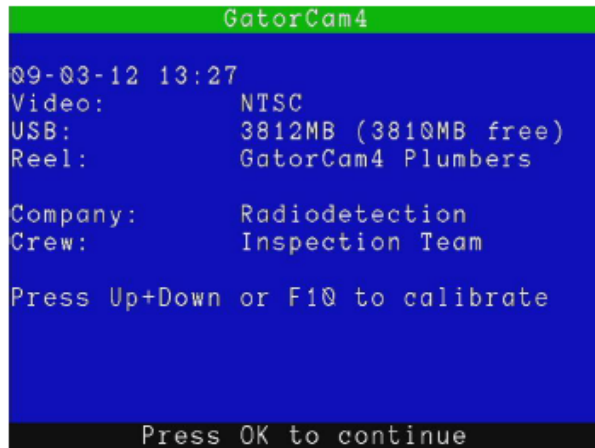 GatorCam4
09-03-12 13:27
Video: NTSC
USB: 3812MB (3810MB free)
Reel: GatorCam4 Plumbers
Company: Radiodetection
Crew: Inspection Team
Press Up+Down or F10 to calibrate
Press OK to continue